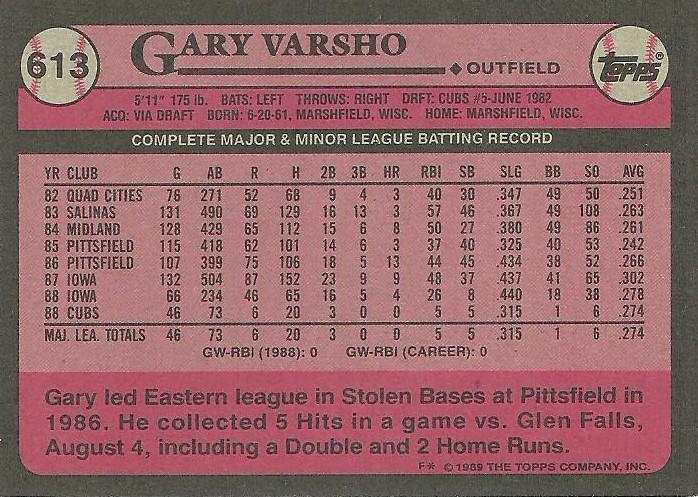 613
GARY VARSHO
OUTFIELD
TOPPS®
5'11" 175 lb. BATS: LEFT THROWS: RIGHT DRFT: CUBS #5-JUNE 1982
ACQ: VIA DRAFT BORN: 6-20-61, MARSHFIELD, WISC. HOME: MARSHFIELD, WISC.
COMPLETE MAJOR & MINOR LEAGUE BATTING RECORD
YR CLUB G AB R H 2B 3B HR RBI SB SLG BB SO AVG
82 QUAD CITIES 76 271 52 68 9 4 3 40 30 .347 49 50 .251
83 SALINAS 131 490 69 129 16 13 3 57 46 .367 49 108 .263
84 MIDLAND 128 429 65 112 15 6 8 50 27 .380 49 86 .261
85 PITTSFIELD 115 418 62 101 14 6 3 37 40 .325 40 53 .242
86 PITTSFIELD 107 399 75 106 18 5 13 44 45 .434 38 52 .266
87 IOWA 132 504 87 152 23 9 9 48 37 .437 41 65 .302
88 IOWA 66 234 46 65 16 5 4 26 8 .440 18 38 .278
88 CUBS 46 73 6 20 3 0 0 5 5 .315 1 6 .274
MAJ. LEA. TOTALS 46 73 6 20 3 0 0 5 5 .315 1 6 .274
GW-RBI (1988): 0 GW-RBI (CAREER): 0
Gary led Eastern league in Stolen Bases at Pittsfield in
1986. He collected 5 Hits in a game vs. Glen Falls,
August 4, including a Double and 2 Home Runs.
F* © 1989 THE TOPPS COMPANY, INC.